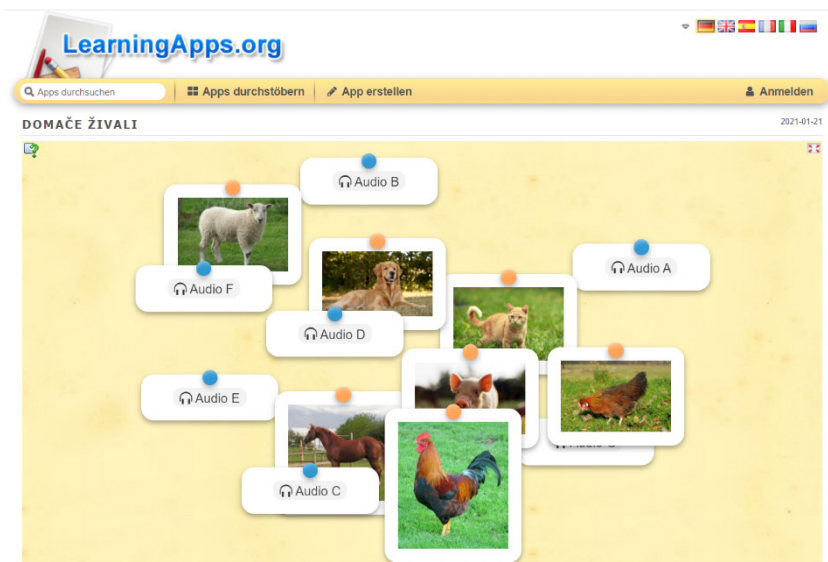 LearningApps.org
Apps durchsuchen
Apps durchstöbern
App erstellen
Anmelden
DOMAČE ŽIVALI
2021-01-21
Audio B
Audio A
Audio F
Audio D
Audio E
Audio C